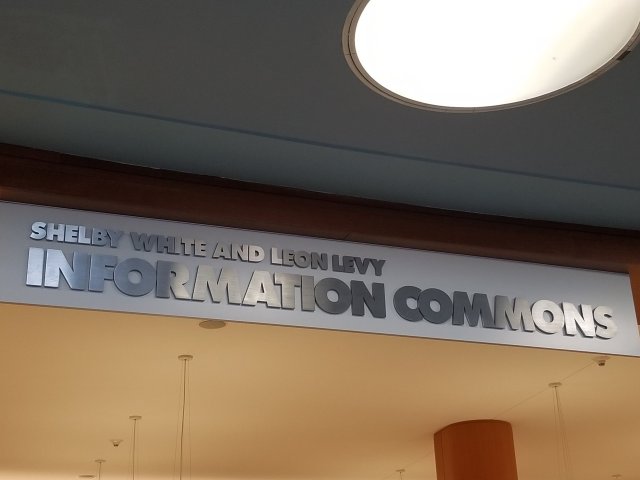 SHELBY WHITE AND LEON LEVY
INFORMATION COMMONS